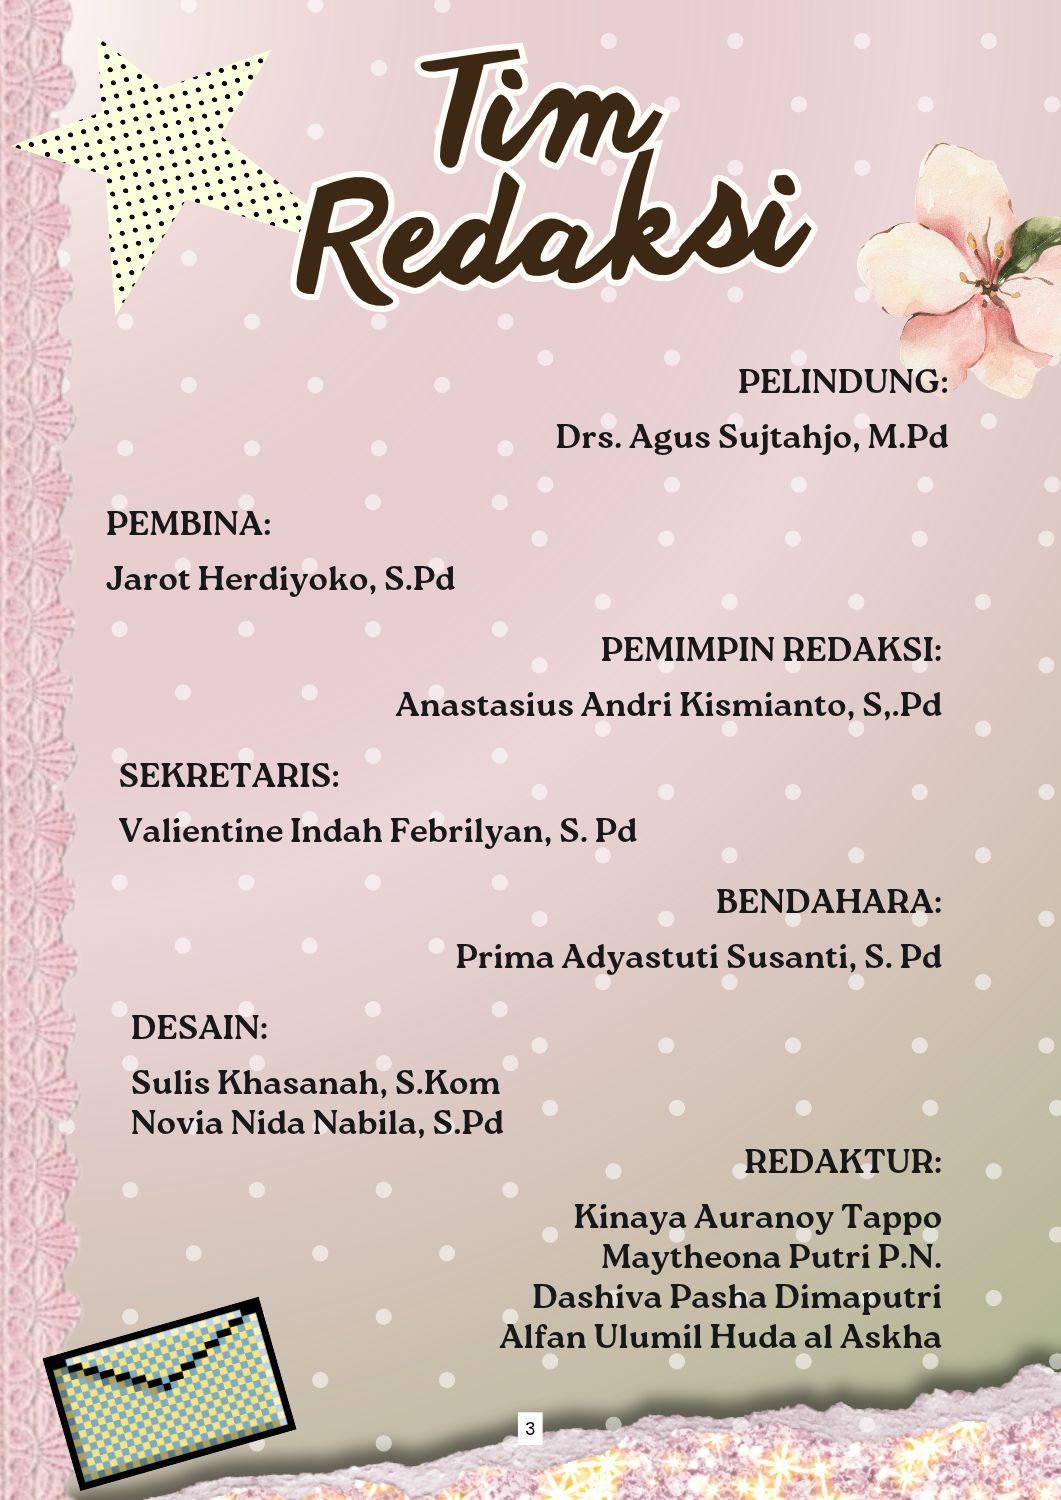 Tim
Redaksi
PELINDUNG:
Drs. Agus Sujtahjo, M.Pd
PEMBINA:
Jarot Herdiyoko, S.Pd
PEMIMPIN REDAKSI:
Anastasius Andri Kismianto, S,.Pd
SEKRETARIS:
Valientine Indah Febrilyan, S. Pd
BENDAHARA:
Prima Adyastuti Susanti, S. Pd
DESAIN:
Sulis Khasanah, S.Kom
Novia Nida Nabila, S.Pd
REDAKTUR:
Kinaya Auranoy Tappo
Maytheona Putri P.N.
Dashiva Pasha Dimaputri
Alfan Ulumil Huda al Askha
3